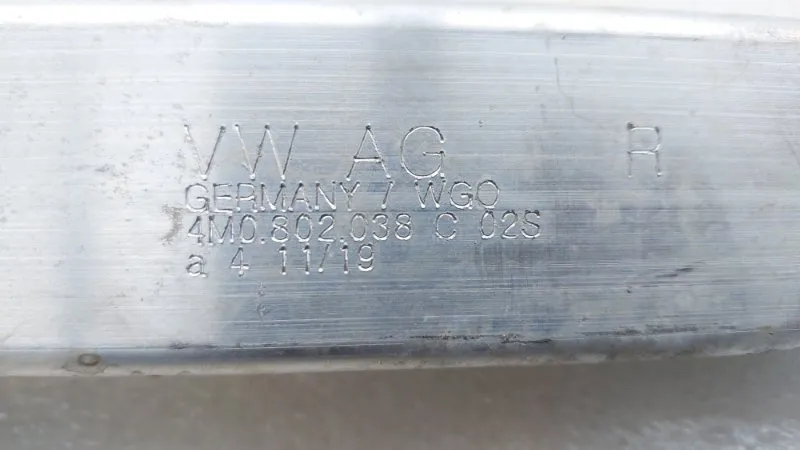 VW AG R
GERMANY / WGO
4M0.802.038 C 02S
a 4 11/19